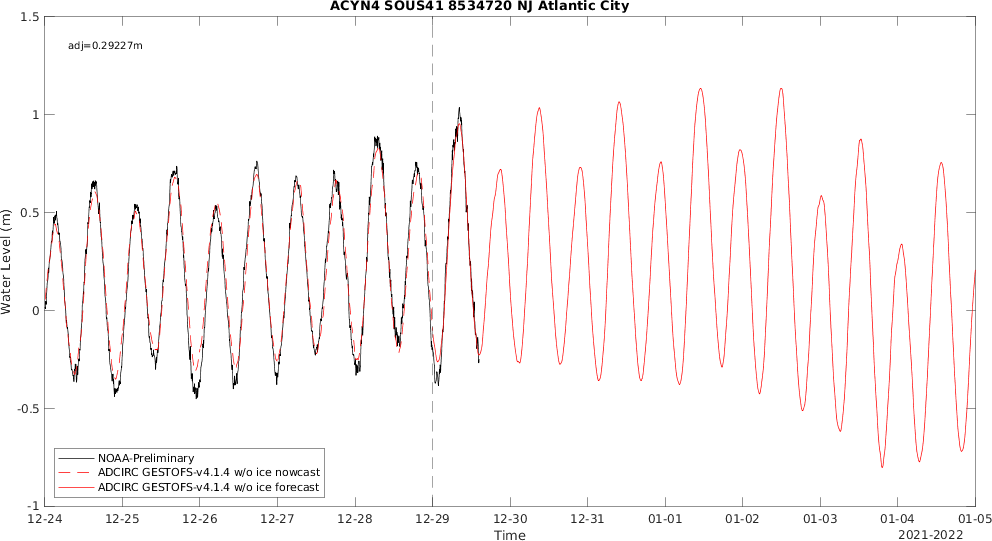 ACYN4 SOUS41 8534720 NJ Atlantic City
adj=0.29227m
1.5
1
0.5
0
-0.5
-1
Water Level (m)
NOAA-Preliminary
ADCIRC GESTOFS-v4.1.4 w/o ice nowcast
ADCIRC GESTOFS-v4.1.4 w/o ice forecast
12-24 12-25 12-26 12-27 12-28 12-29 12-30 12-31 01-01 01-02 01-03 01-04 01-05
Time
2021-2022